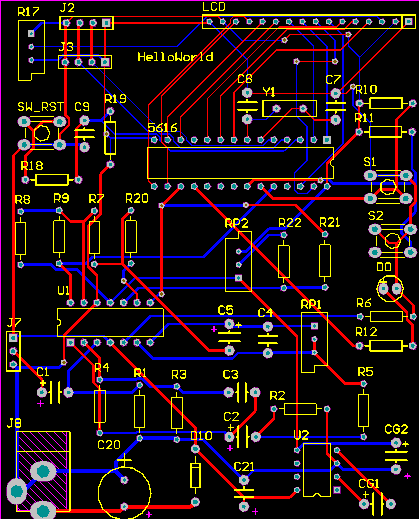 R17
J2
LCD
J3
HelloWorld
C6
C7
Y1
R10
SW_RST
C9
R19
R11
5616
R18
S1
R8
R9
R7
R20
RP2
R22
R21
S2
D0
U1
J7
C5
C4
RP1
R6
R12
C1
R4
R1
R3
C3
R5
R2
J8
C2
C20
D10
U2
CG2
C21
CG1